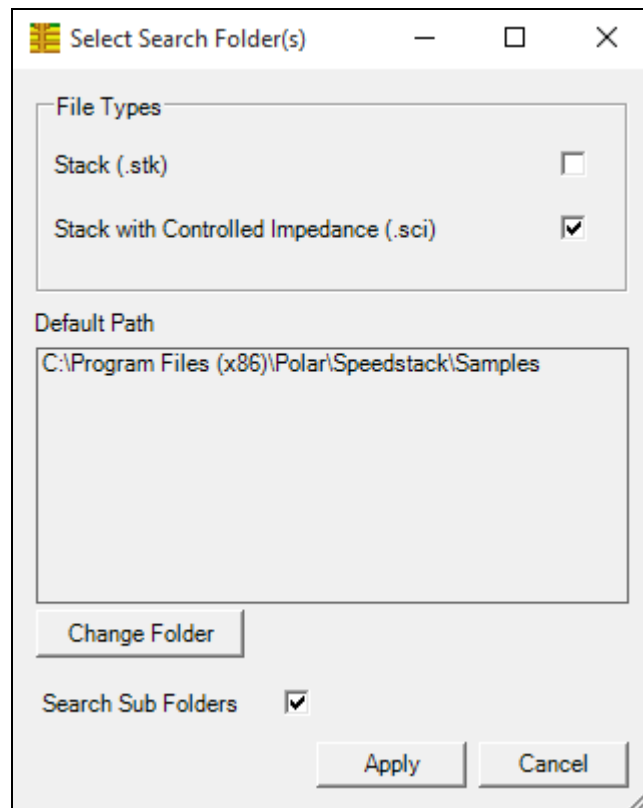 Select Search Folder(s)
File Types
Stack (.stk)
Stack with Controlled Impedance (.sci)
Default Path
C:\Program Files (x86)\Polar\Speedstack\Samples
Change Folder
Search Sub Folders
Apply Cancel